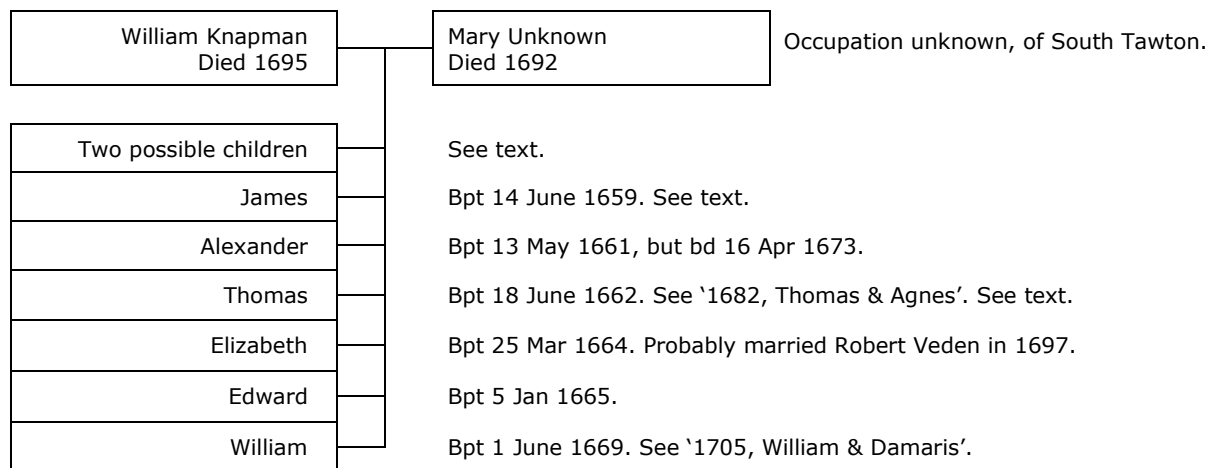 William Knapman
Died 1695
Mary Unknown
Died 1692
Occupation unknown, of South Tawton.
Two possible children
See text.
James
Bpt 14 June 1659. See text.
Alexander
Bpt 13 May 1661, but bd 16 Apr 1673.
Thomas
Bpt 18 June 1662. See ‘1682, Thomas & Agnes’. See text.
Elizabeth
Bpt 25 Mar 1664. Probably married Robert Veden in 1697.
Edward
Bpt 5 Jan 1665.
William
Bpt 1 June 1669. See ‘1705, William & Damaris’.